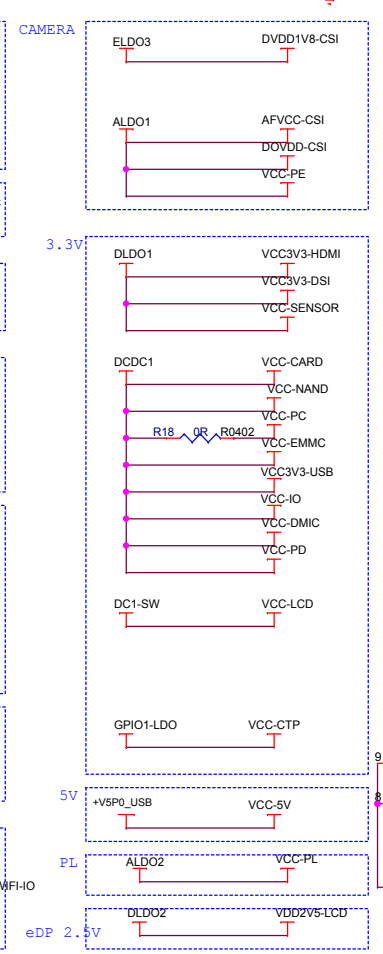 CAMERA
ELDO3 DVDD1V8-CSI
ALDO1 AFVCC-CSI
DOVDD-CSI
VCC-PE
3.3V
DLDO1 VCC3V3-HDMI
VCC3V3-DSI
VCC-SENSOR
DCDC1 VCC-CARD
VCC-NAND
VCC-PC
R18 0R R0402
VCC-EMMC
VCC3V3-USB
VCC-IO
VCC-DMIC
VCC-PD
DC1-SW VCC-LCD
GPIO1-LDO VCC-CTP
9
5V
+V5P0_USB VCC-5V
8
PL
ALDO2 VCC-PL
WIFI-IO
DLDO2 VDD2V5-LCD
eDP 2.5V